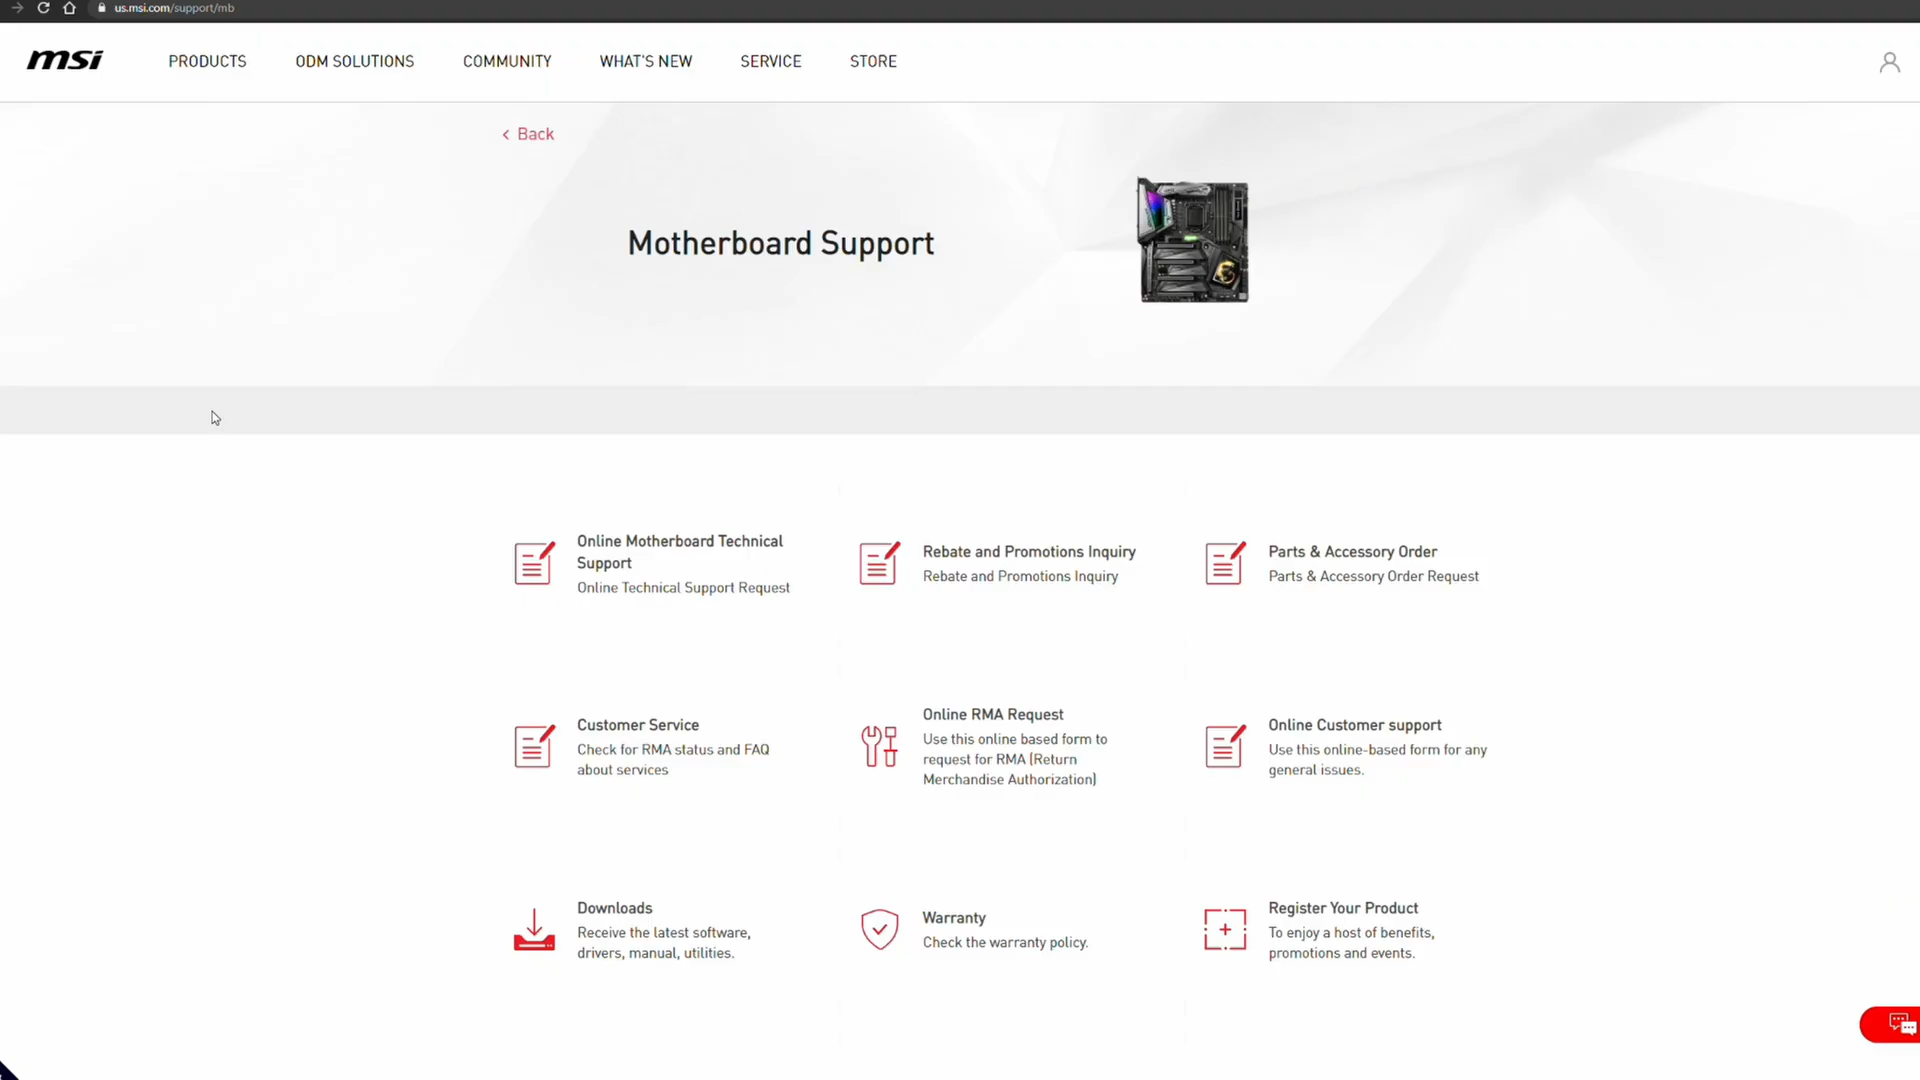 us.msi.com/support/mb
msi
PRODUCTS
ODM SOLUTIONS
COMMUNITY
WHAT'S NEW
SERVICE
STORE
Back
Motherboard Support
Online Motherboard Technical
Support
Online Technical Support Request
Rebate and Promotions Inquiry
Rebate and Promotions Inquiry
Parts & Accessory Order
Parts & Accessory Order Request
Customer Service
Check for RMA status and FAQ
about services
Online RMA Request
Use this online based form to
request for RMA (Return
Merchandise Authorization)
Online Customer support
Use this online-based form for any
general issues.
Downloads
Receive the latest software,
drivers, manual, utilities.
Warranty
Check the warranty policy.
Register Your Product
To enjoy a host of benefits,
promotions and events.